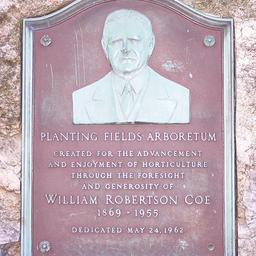 PLANTING FIELDS ARBORETUM
CREATED FOR THE ADVANCEMENT
AND ENJOYMENT OF HORTICULTURE
THROUGH THE FORESIGHT
AND GENEROSITY OF
WILLIAM ROBERTSON COE
1869 - 1955
DEDICATED MAY 24, 1962